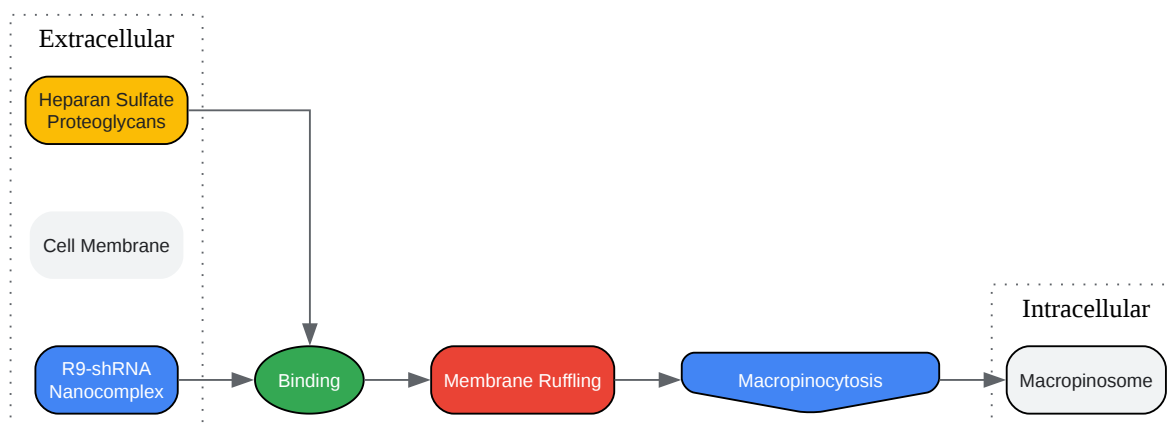 Extracellular
Heparan Sulfate
Proteoglycans
Cell Membrane
R9-shRNA
Nanocomplex
Binding
Membrane Ruffling
Macropinocytosis
Intracellular
Macropinosome